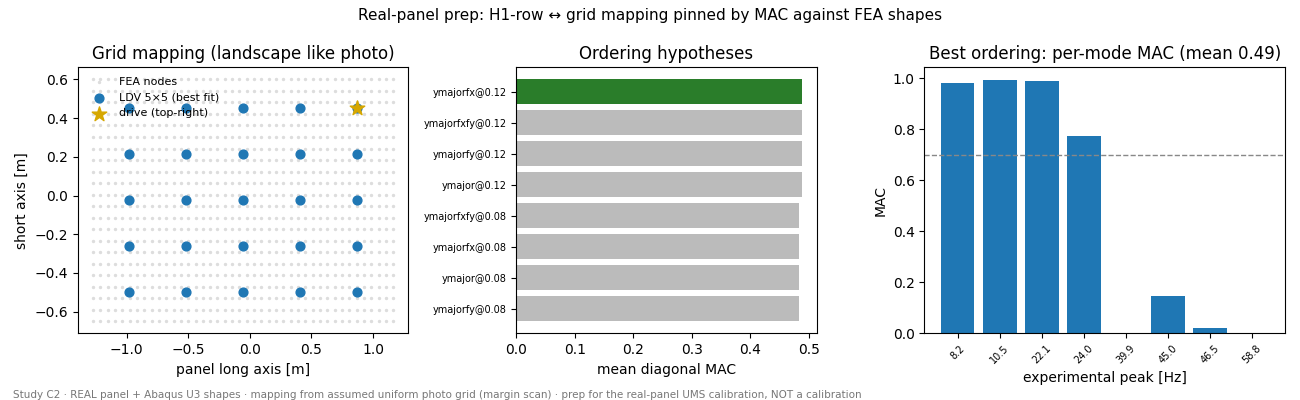 Real-panel prep: H1-row ↔ grid mapping pinned by MAC against FEA shapes
Grid mapping (landscape like photo)
FEA nodes
LDV 5×5 (best fit)
drive (top-right)
0.6
0.4
0.2
0.0
−0.2
−0.4
−0.6
short axis [m]
−1.0
−0.5
0.0
0.5
1.0
panel long axis [m]
Ordering hypotheses
ymajorfx@0.12
ymajorfxfy@0.12
ymajorfy@0.12
ymajor@0.12
ymajorfxfy@0.08
ymajorfx@0.08
ymajor@0.08
ymajorfy@0.08
0.0
0.1
0.2
0.3
0.4
0.5
mean diagonal MAC
Best ordering: per-mode MAC (mean 0.49)
1.0
0.8
0.6
0.4
0.2
0.0
MAC
8.2
10.5
22.1
24.0
39.9
45.0
46.5
58.8
experimental peak [Hz]
Study C2 · REAL panel + Abaqus U3 shapes · mapping from assumed uniform photo grid (margin scan) · prep for the real-panel UMS calibration, NOT a calibration